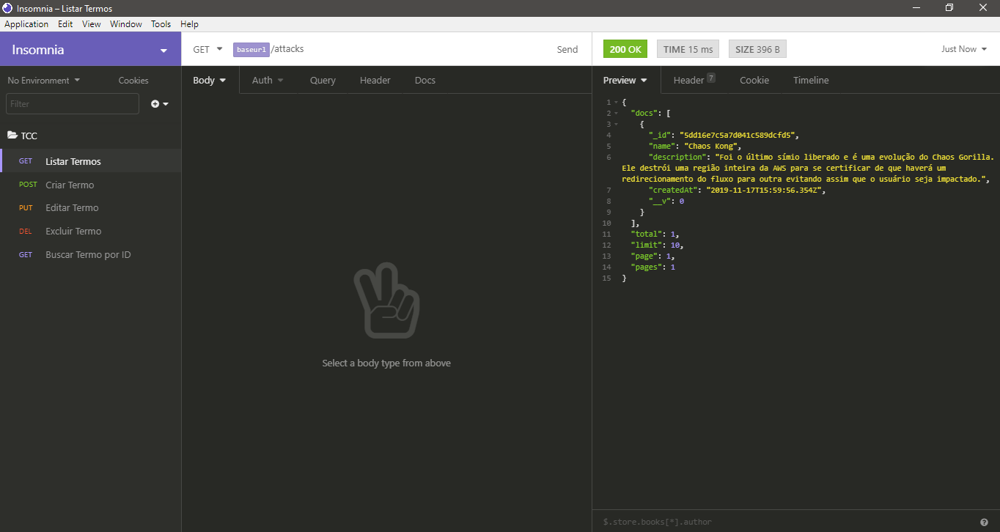 Insomnia – Listar Termos
Application Edit View Window Tools Help
Insomnia
No Environment Cookies
Filter
TCC
GET Listar Termos
POST Criar Termo
PUT Editar Termo
DEL Excluir Termo
GET Buscar Termo por ID
GET baseurl/attacks Send
Body Auth Query Header Docs
Select a body type from above
200 OK TIME 15 ms SIZE 396 B Just Now
Preview Header 7 Cookie Timeline
1 {
2 "docs": [
3 {
4 "_id": "5dd16e7c5a7d041c589dcfd5",
5 "name": "Chaos Kong",
6 "description": "Foi o último símio liberado e é uma evolução do Chaos Gorilla.
Ele destrói uma região inteira da AWS para se certificar de que haverá um
redirecionamento do fluxo para outra evitando assim que o usuário seja impactado.",
7 "createdAt": "2019-11-17T15:59:56.354Z",
8 "__v": 0
9 }
10 ],
11 "total": 1,
12 "limit": 10,
13 "page": 1,
14 "pages": 1
15 }
$.store.books[*].author